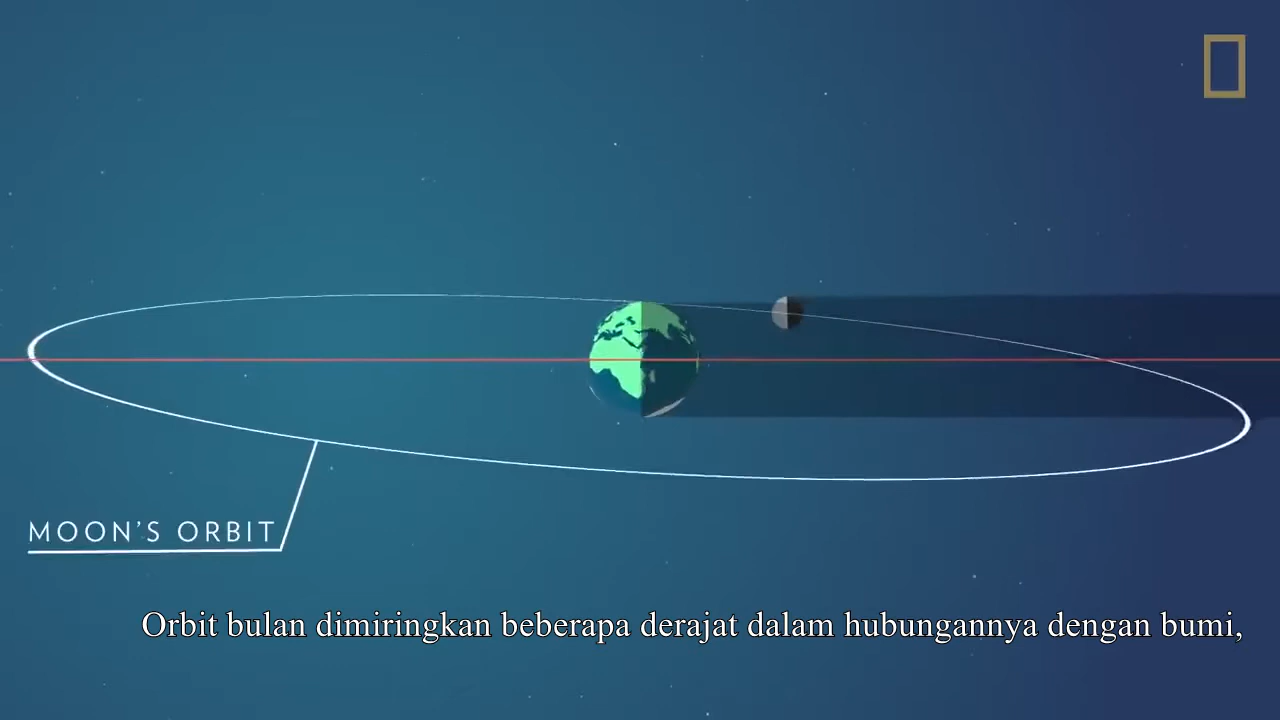 MOON'S ORBIT
Orbit bulan dimiringkan beberapa derajat dalam hubungannya dengan bumi,